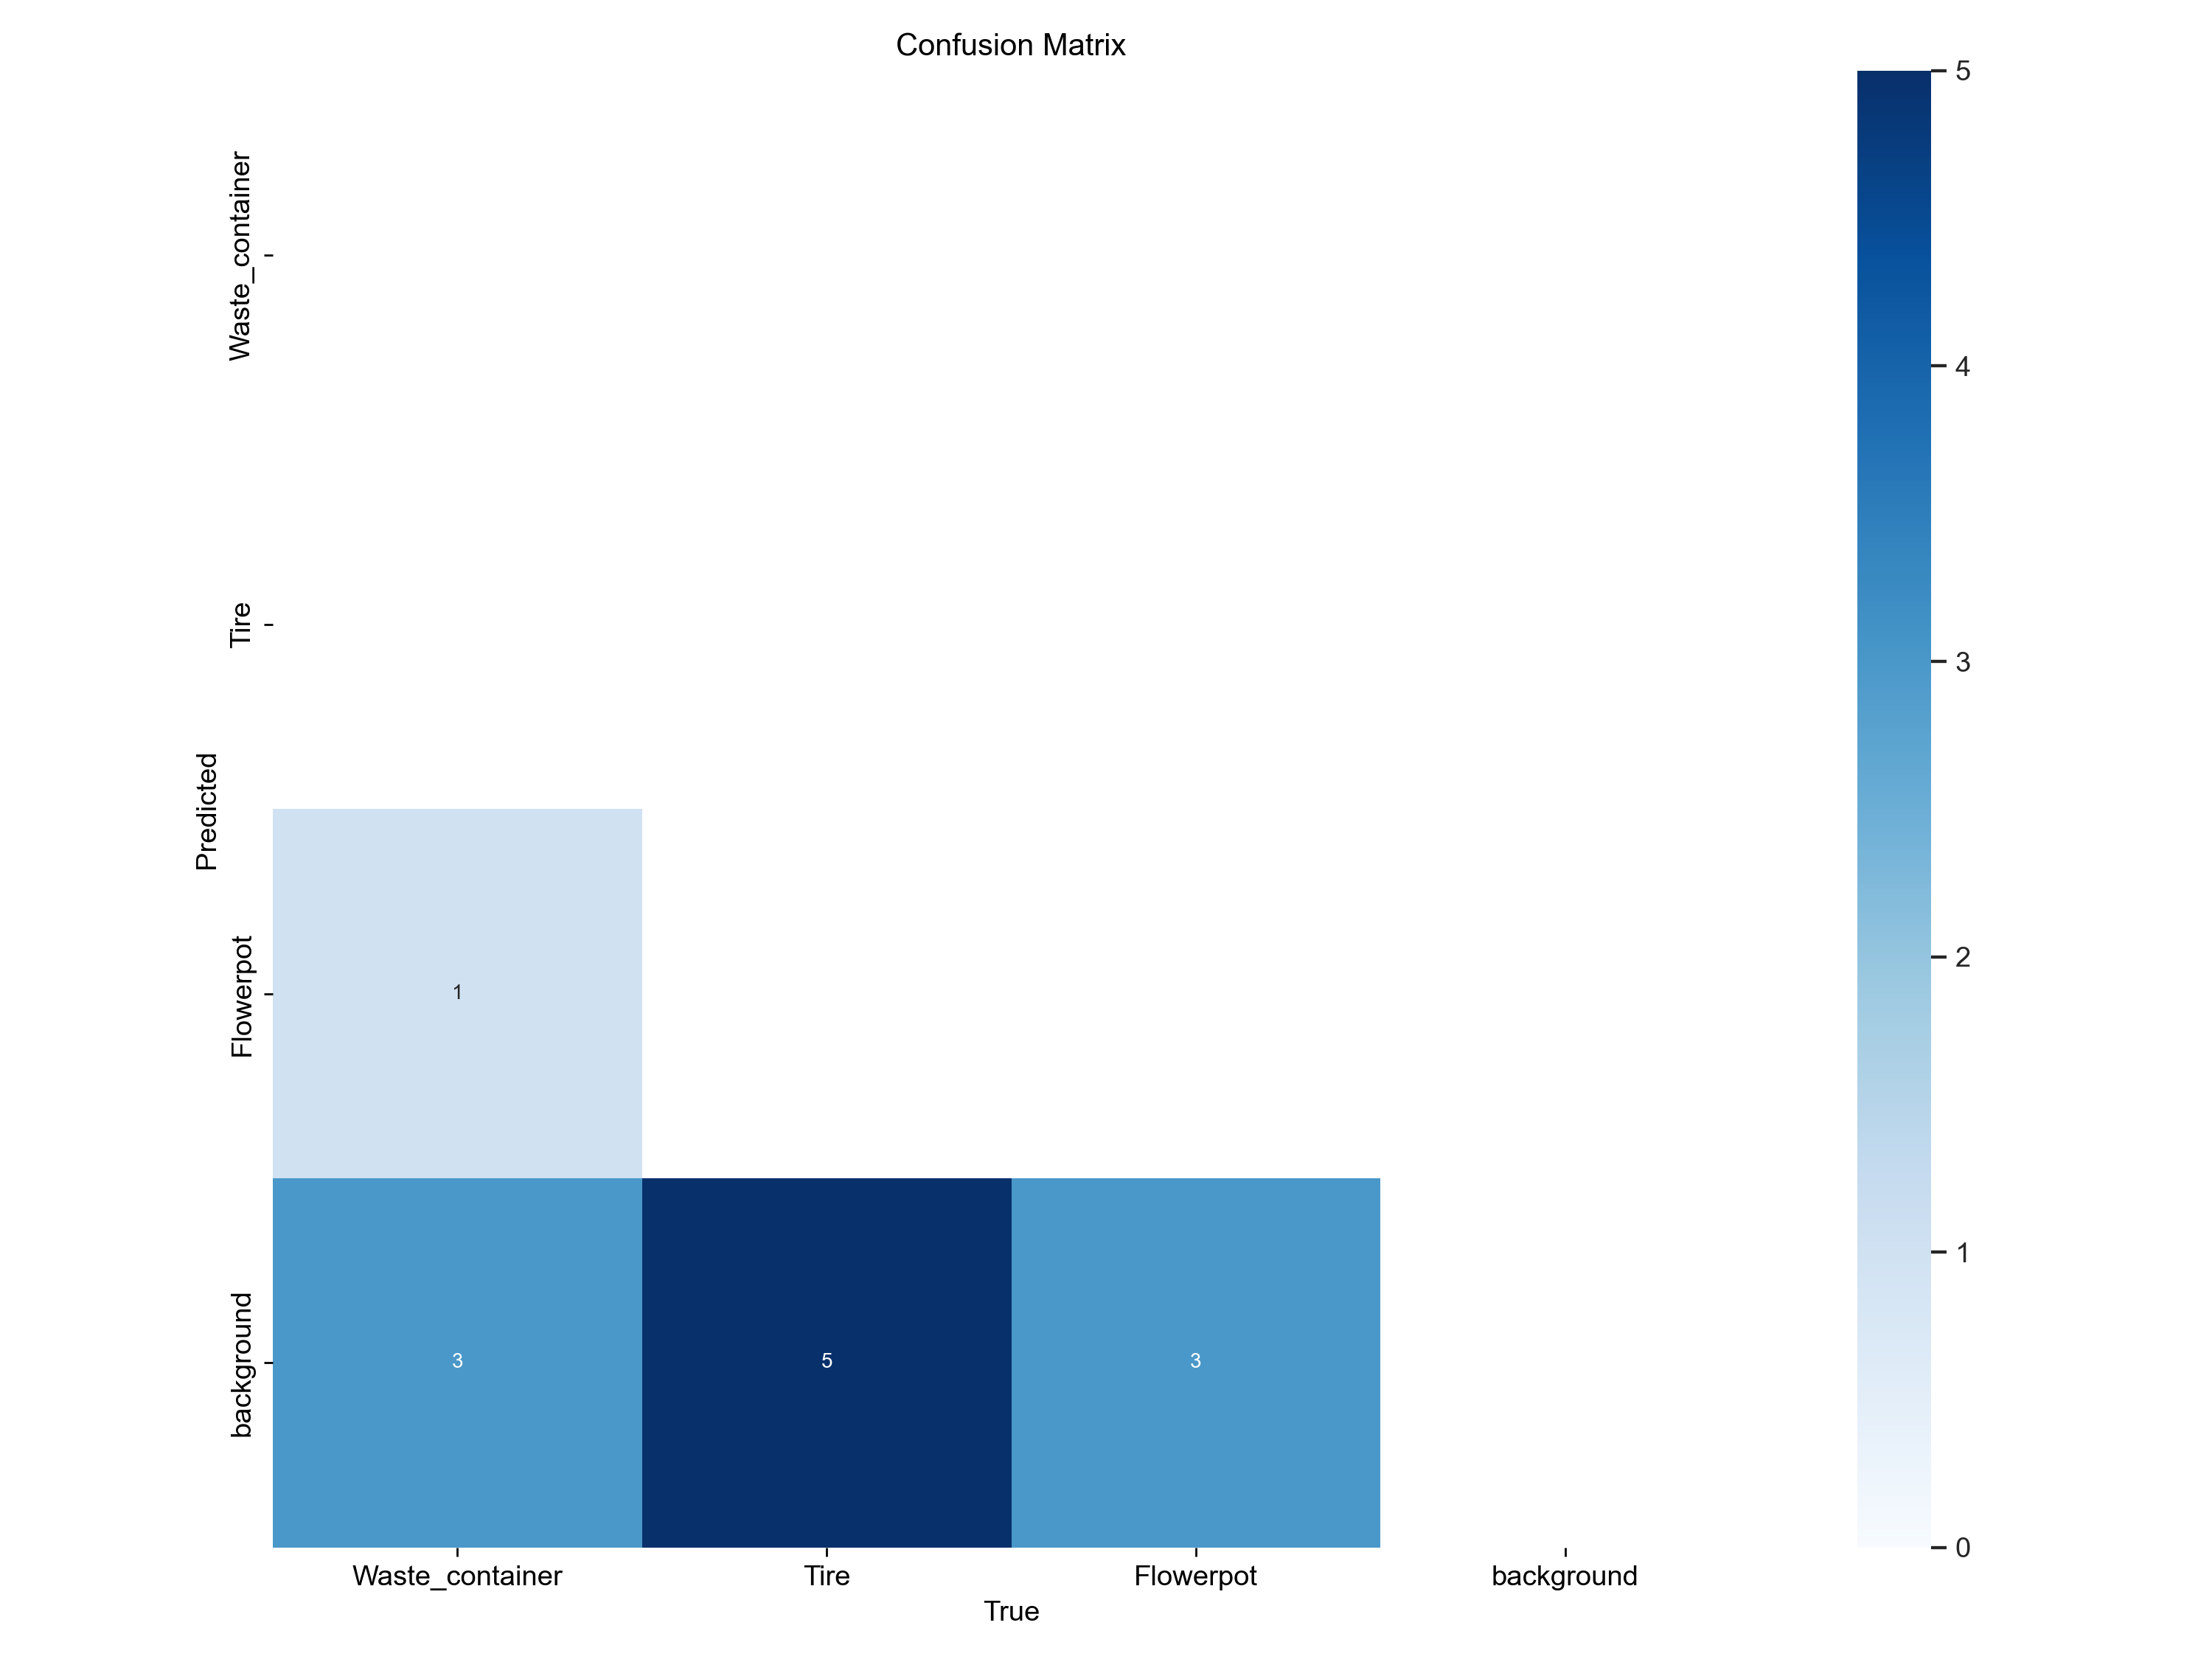 Confusion Matrix
Waste_container
Tire
Flowerpot
background
Predicted
1
3
5
3
Waste_container
Tire
Flowerpot
background
True
5
4
3
2
1
0